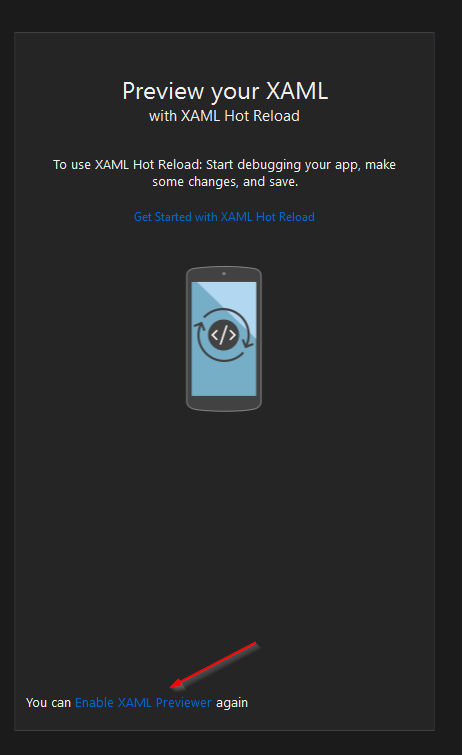 Preview your XAML
with XAML Hot Reload
To use XAML Hot Reload: Start debugging your app, make
some changes, and save.
Get Started with XAML Hot Reload
</>
You can Enable XAML Previewer again